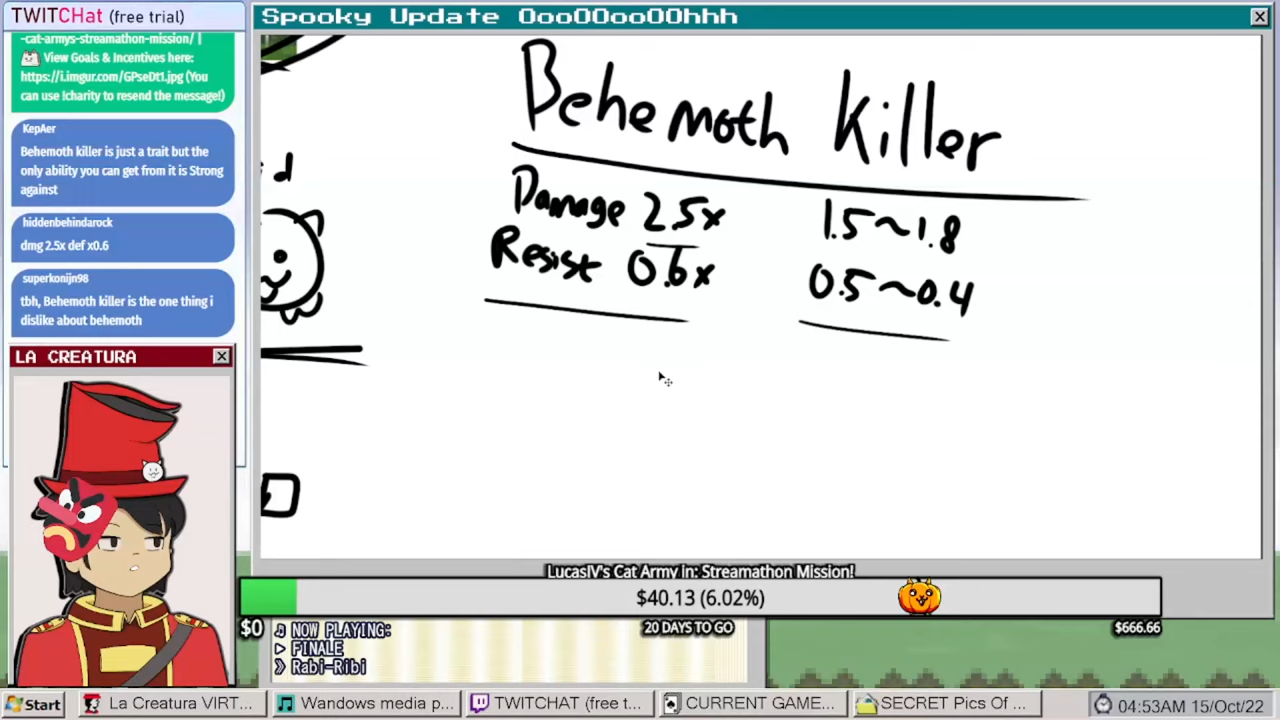 TWITCHat (free trial)
Spooky Update OooOOooOOhhh
-cat-armys-streamathon-mission/ |
View Goals & Incentives here:
https://i.imgur.com/GPseDt1.jpg (You
can use !charity to resend the message!)
KepAer
Behemoth killer is just a trait but the
only ability you can get from it is Strong
against
hiddenbehindarock
dmg 2.5x def x0.6
superkonijn98
tbh, Behemoth killer is the one thing i
dislike about behemoth
LA CREATURA
d
Behemoth Killer
Damage 2.5x 1.5~1.8
Resist 0.6x 0.5~0.4
LucasIV's Cat Army in: Streamathon Mission!
$40.13 (6.02%)
$0
20 DAYS TO GO
$666.66
♫ NOW PLAYING:
► FINALE
》 Rabi-Ribi
Start
La Creatura VIRT...
Wandows media p...
TWITCHAT (free t...
CURRENT GAME...
SECRET Pics Of ...
04:53AM 15/Oct/22